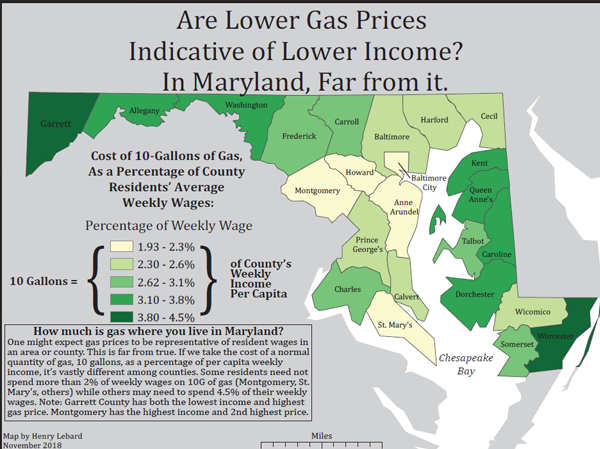 Are Lower Gas Prices
Indicative of Lower Income?
In Maryland, Far from it.
Garrett
Allegany
Washington
Frederick
Carroll
Baltimore
Harford
Cecil
Howard
Montgomery
Baltimore
City
Anne
Arundel
Kent
Queen
Anne's
Prince
George's
Talbot
Caroline
Charles
Calvert
Dorchester
St. Mary's
Wicomico
Somerset
Worcester
Chesapeake
Bay
Cost of 10-Gallons of Gas,
As a Percentage of County
Residents' Average
Weekly Wages:
Percentage of Weekly Wage
10 Gallons =
1.93 - 2.3%
2.30 - 2.6%
2.62 - 3.1%
3.10 - 3.8%
3.80 - 4.5%
of County's
Weekly
Income
Per Capita
How much is gas where you live in Maryland?
One might expect gas prices to be representative of resident wages in
an area or county. This is far from true. If we take the cost of a normal
quantity of gas, 10 gallons, as a percentage of per capita weekly
income, it's vastly different among counties. Some residents need not
spend more than 2% of weekly wages on 10G of gas (Montgomery, St.
Mary's, others) while others may need to spend 4.5% of their weekly
wages. Note: Garrett County has both the lowest income and highest
gas price. Montgomery has the highest income and 2nd highest price.
Map by Henry Lebard
November 2018
Miles